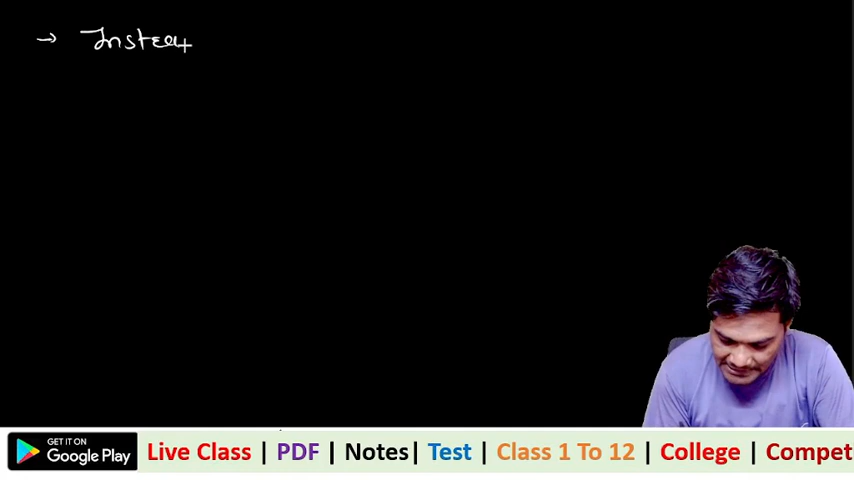 → Instead
GET IT ON
Google Play
Live Class | PDF | Notes| Test | Class 1 To 12 | College | Compet